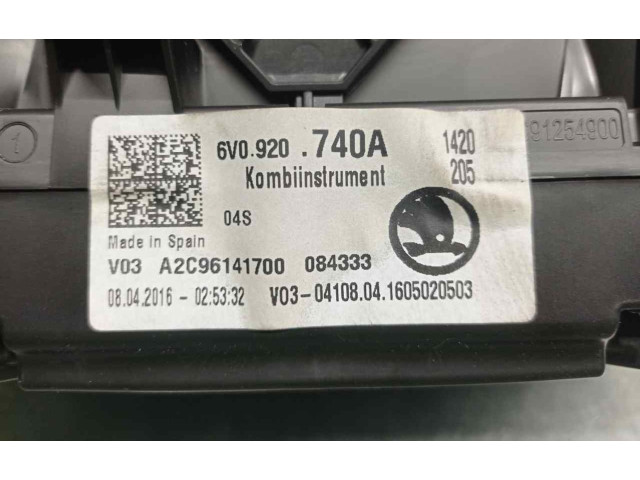 6V0.920 .740A 1420
Kombiinstrument 205
04S
Made in Spain
V03 A2C96141700 084333
08.04.2016 - 02:53:32 V03-04108.04.1605020503
91254900
1